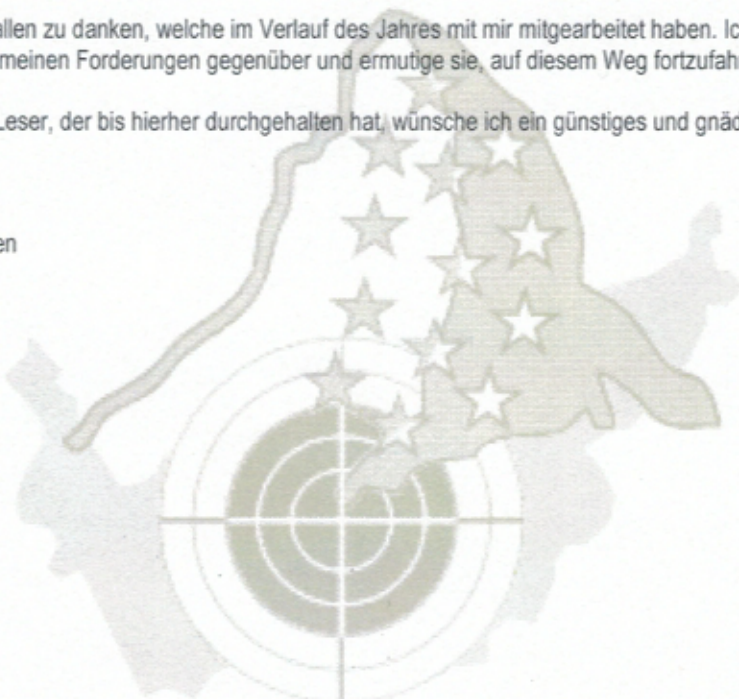 allen zu danken, welche im Verlauf des Jahres mit mir mitgearbeitet haben. Ic
meinen Forderungen gegenüber und ermutige sie, auf diesem Weg fortzufah
Leser, der bis hierher durchgehalten hat, wünsche ich ein günstiges und gnäd
en